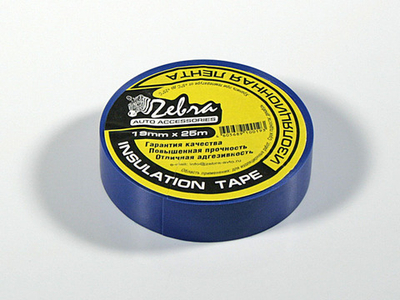 ИЗОЛЯЦИОННАЯ ЛЕНТА
Zebra
AUTO ACCESSORIES
19mm x 25m
Гарантия качества
Повышенная прочность
Отличная адгезивность
INSULATION TAPE